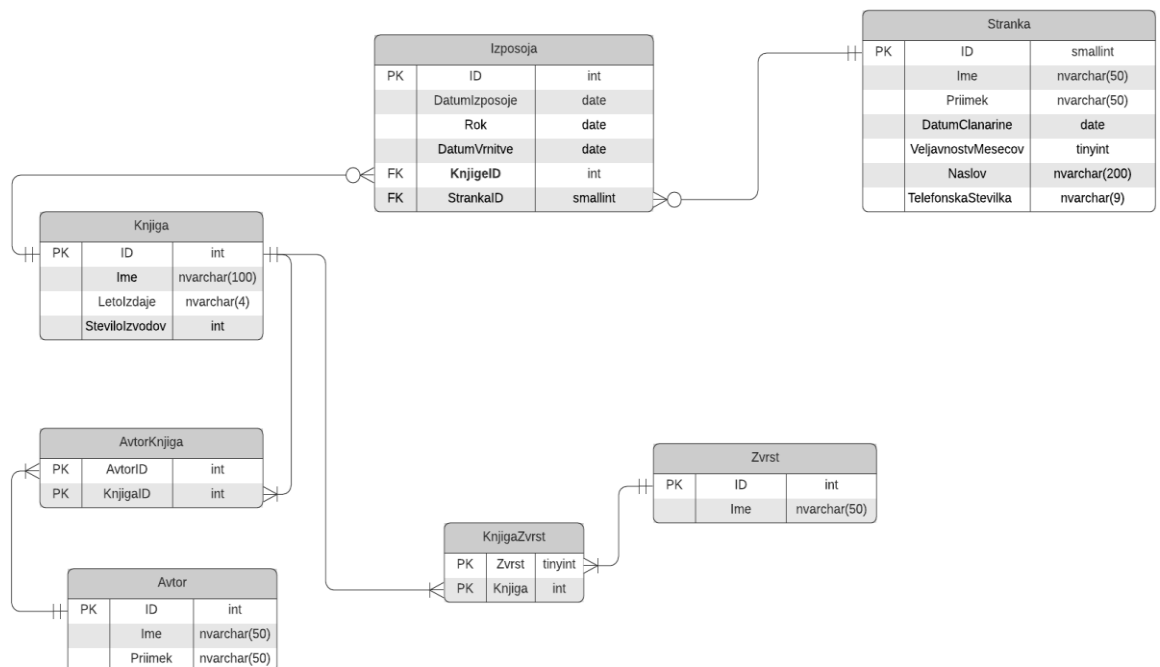 Izposoja
PK ID int
DatumIzposoje date
Rok date
DatumVrnitve date
FK KnjigeID int
FK StrankaID smallint
Stranka
PK ID smallint
Ime nvarchar(50)
Priimek nvarchar(50)
DatumClanarine date
VeljavnostvMesecov tinyint
Naslov nvarchar(200)
TelefonskaStevilka nvarchar(9)
Knjiga
PK ID int
Ime nvarchar(100)
LetoIzdaje nvarchar(4)
SteviloIzvodov int
AvtorKnjiga
PK AvtorID int
PK KnjigaID int
Zvrst
PK ID int
Ime nvarchar(50)
KnjigaZvrst
PK Zvrst tinyint
PK Knjiga int
Avtor
PK ID int
Ime nvarchar(50)
Priimek nvarchar(50)